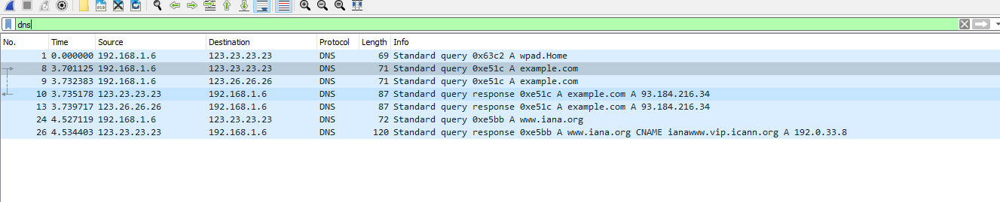 dns
No. Time Source Destination Protocol Length Info
1 0.000000 192.168.1.6 123.23.23.23 DNS 69 Standard query 0x63c2 A wpad.Home
8 3.701125 192.168.1.6 123.23.23.23 DNS 71 Standard query 0xe51c A example.com
9 3.732383 192.168.1.6 123.26.26.26 DNS 71 Standard query 0xe51c A example.com
10 3.735178 123.23.23.23 192.168.1.6 DNS 87 Standard query response 0xe51c A example.com A 93.184.216.34
13 3.739717 123.26.26.26 192.168.1.6 DNS 87 Standard query response 0xe51c A example.com A 93.184.216.34
24 4.527119 192.168.1.6 123.23.23.23 DNS 72 Standard query 0xe5bb A www.iana.org
26 4.534403 123.23.23.23 192.168.1.6 DNS 120 Standard query response 0xe5bb A www.iana.org CNAME ianawww.vip.icann.org A 192.0.33.8